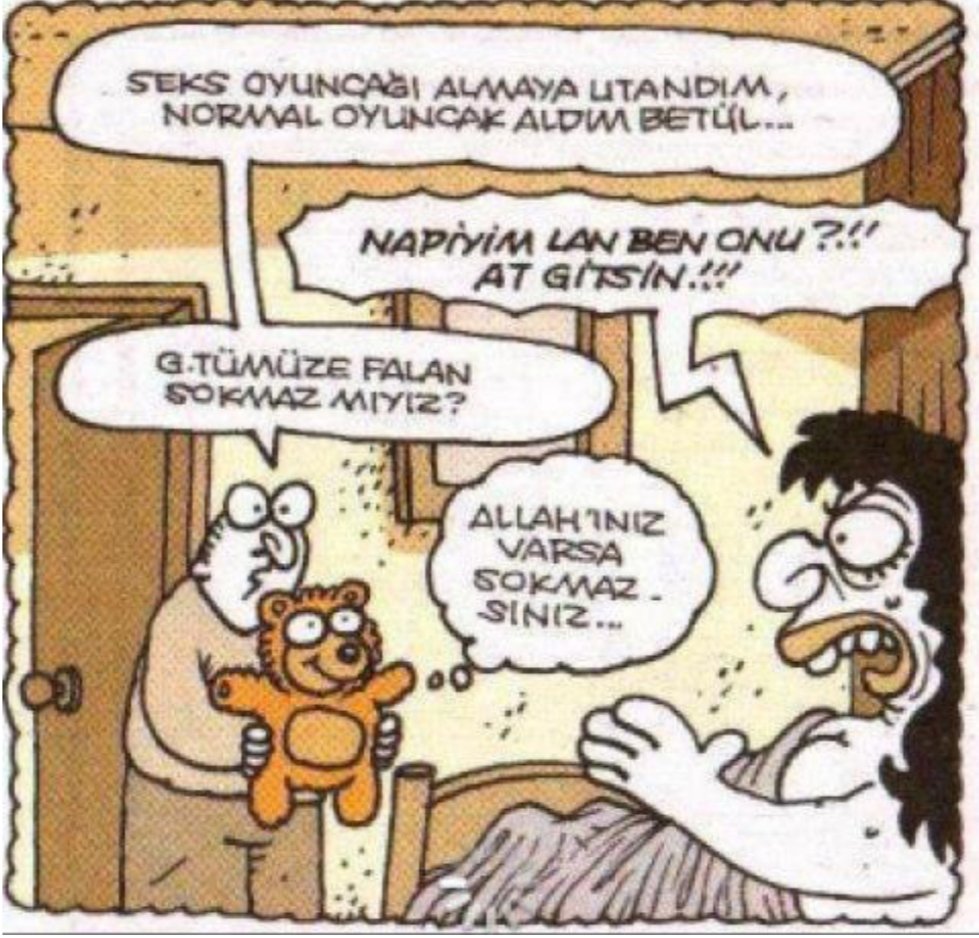 SEKS OYUNCAĞI ALMAYA UTANDIM,
NORMAL OYUNCAK ALDIM BETÜL...
NAPİYİM LAN BEN ONU?!!
AT GİTSİN!!!
G.TÜMÜZE FALAN
SOKMAZ MIYIZ?
ALLAH'INIZ
VARSA
SOKMAZ-
SINIZ...